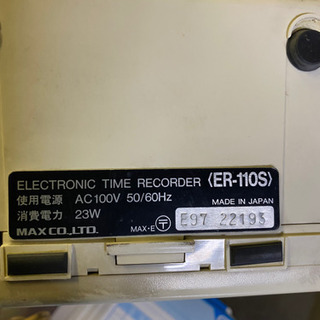 ELECTRONIC TIME RECORDER 〈ER-110S〉
使用電源 AC100V 50/60Hz
消費電力 23W
MADE IN JAPAN
MAX CO., LTD. MAX-E 〒 E97 22193